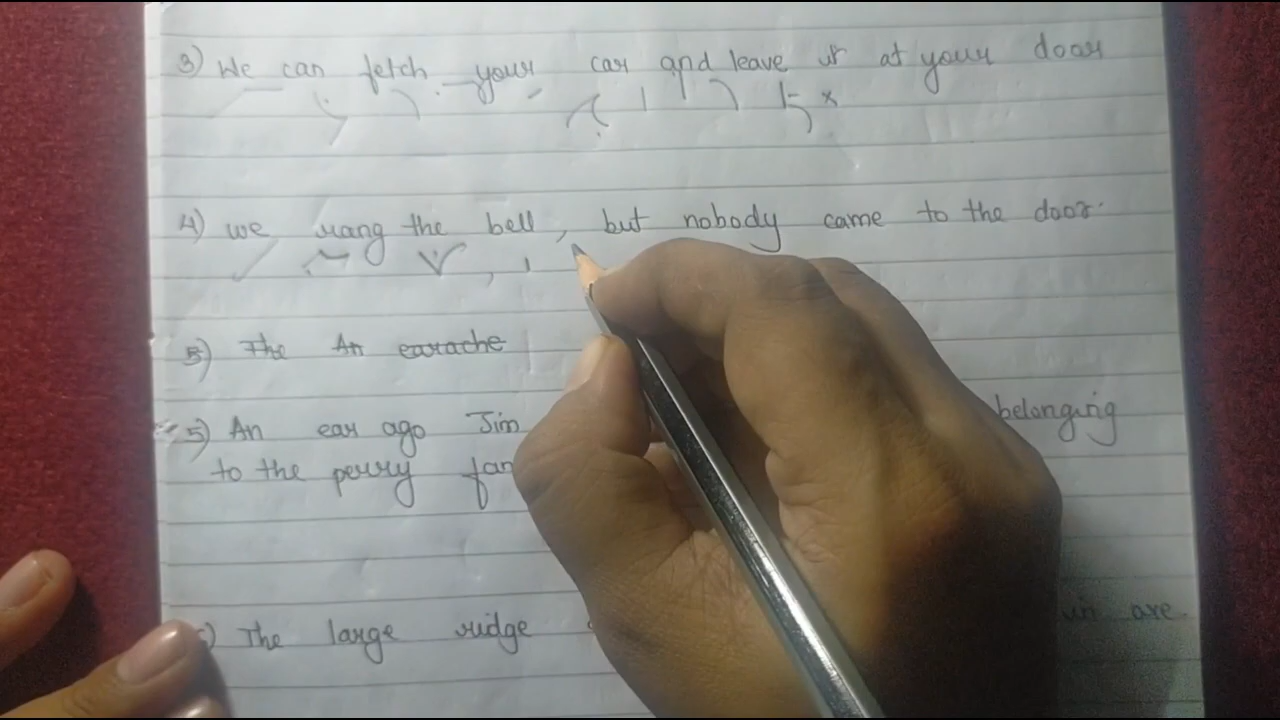 3) We can fetch your car and leave it at your door
4) we rang the bell, but nobody came to the door.
5) The An earache
5) An ear ago Jim belonging
to the perry
The large ridge are